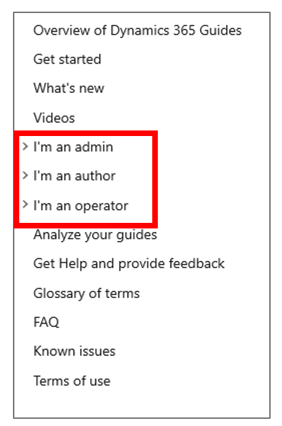 Overview of Dynamics 365 Guides
Get started
What's new
Videos
I'm an admin
I'm an author
I'm an operator
Analyze your guides
Get Help and provide feedback
Glossary of terms
FAQ
Known issues
Terms of use